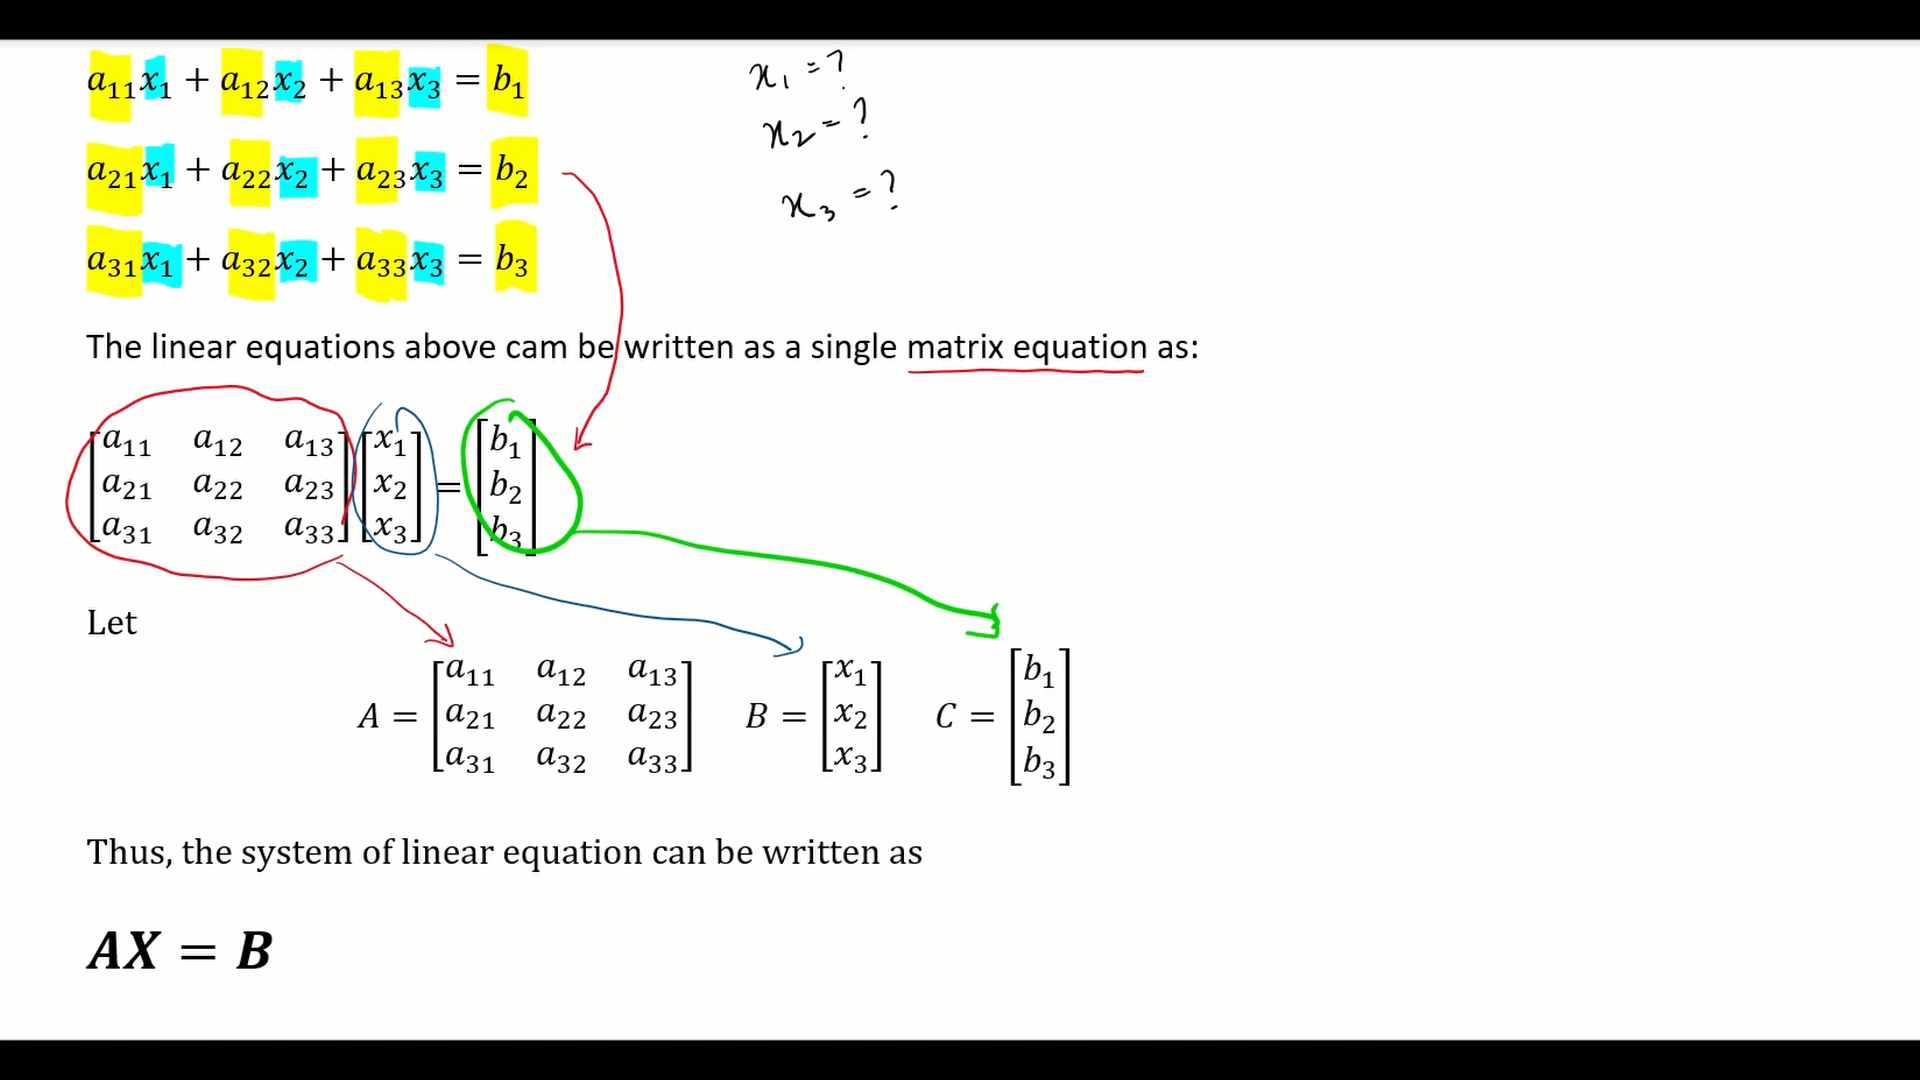 a₁₁x₁ + a₁₂x₂ + a₁₃x₃ = b₁
x₁ = ?
x₂ = ?
a₂₁x₁ + a₂₂x₂ + a₂₃x₃ = b₂
x₃ = ?
a₃₁x₁ + a₃₂x₂ + a₃₃x₃ = b₃
The linear equations above cam be written as a single matrix equation as:
[a₁₁ a₁₂ a₁₃] [x₁] [b₁]
[a₂₁ a₂₂ a₂₃] [x₂] = [b₂]
[a₃₁ a₃₂ a₃₃] [x₃] [b₃]
Let
[a₁₁ a₁₂ a₁₃] [x₁] [b₁]
A = [a₂₁ a₂₂ a₂₃] B = [x₂] C = [b₂]
[a₃₁ a₃₂ a₃₃] [x₃] [b₃]
Thus, the system of linear equation can be written as
AX = B